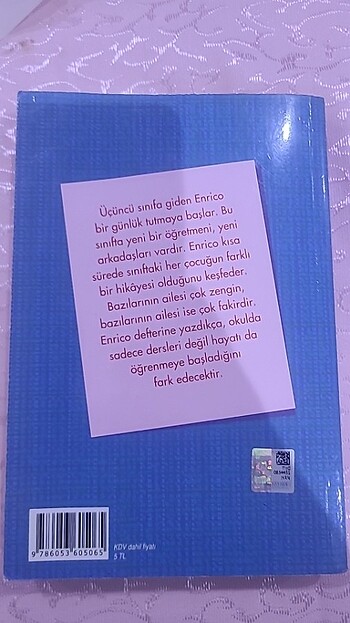 Üçüncü sınıfa giden Enrico
bir günlük tutmaya başlar. Bu
sınıfta yeni bir öğretmeni, yeni
arkadaşları vardır. Enrico kısa
sürede sınıftaki her çocuğun farklı
bir hikâyesi olduğunu keşfeder.
Bazılarının ailesi çok zengin,
bazılarının ailesi ise çok fakirdir.
Enrico defterine yazdıkça, okulda
sadece dersleri değil hayatı da
öğrenmeye başladığını
fark edecektir.
9 786053 605065
KDV dahil fiyatı
5 TL